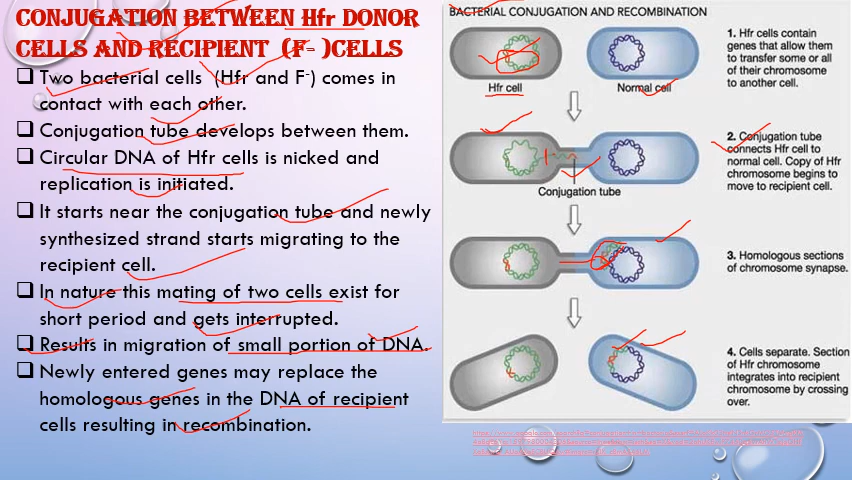 CONJUGATION BETWEEN Hfr DONOR
CELLS AND RECIPIENT (F- )CELLS
❑ Two bacterial cells (Hfr and F-) comes in
contact with each other.
❑ Conjugation tube develops between them.
❑ Circular DNA of Hfr cells is nicked and
replication is initiated.
❑ It starts near the conjugation tube and newly
synthesized strand starts migrating to the
recipient cell.
❑ In nature this mating of two cells exist for
short period and gets interrupted.
❑ Results in migration of small portion of DNA.
❑ Newly entered genes may replace the
homologous genes in the DNA of recipient
cells resulting in recombination.
BACTERIAL CONJUGATION AND RECOMBINATION
Hfr cell
Normal cell
1. Hfr cells contain
genes that allow them
to transfer some or all
of their chromosome
to another cell.
Conjugation tube
2. Conjugation tube
connects Hfr cell to
normal cell. Copy of Hfr
chromosome begins to
move to recipient cell.
3. Homologous sections
of chromosome synapse.
4. Cells separate. Section
of Hfr chromosome
integrates into recipient
chromosome by crossing
over.